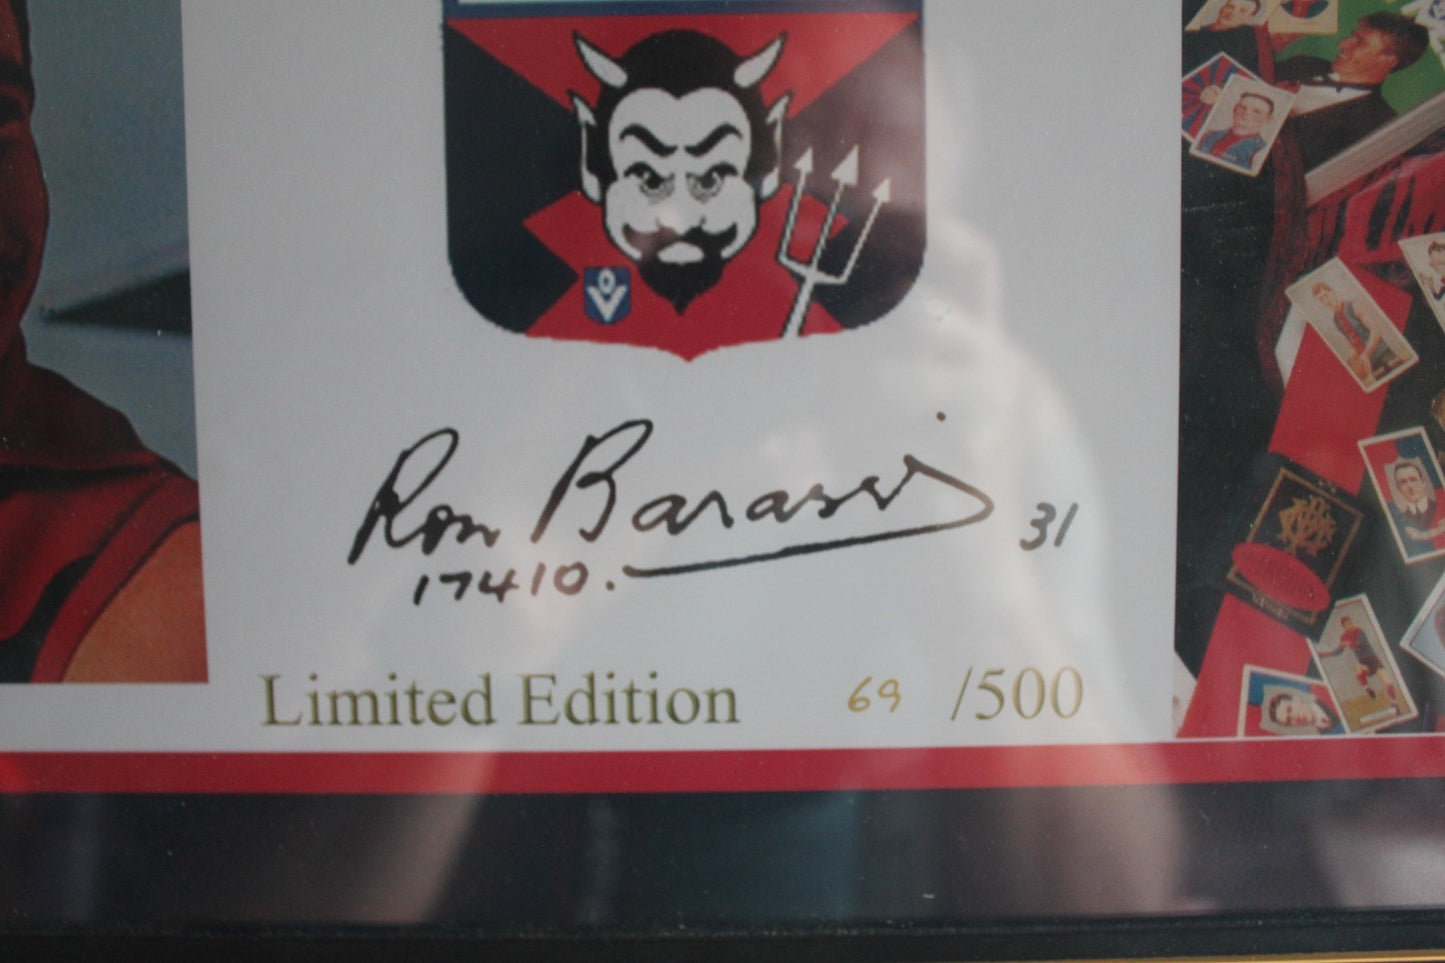 Ron Barassi 31
17410.
Limited Edition 69 /500